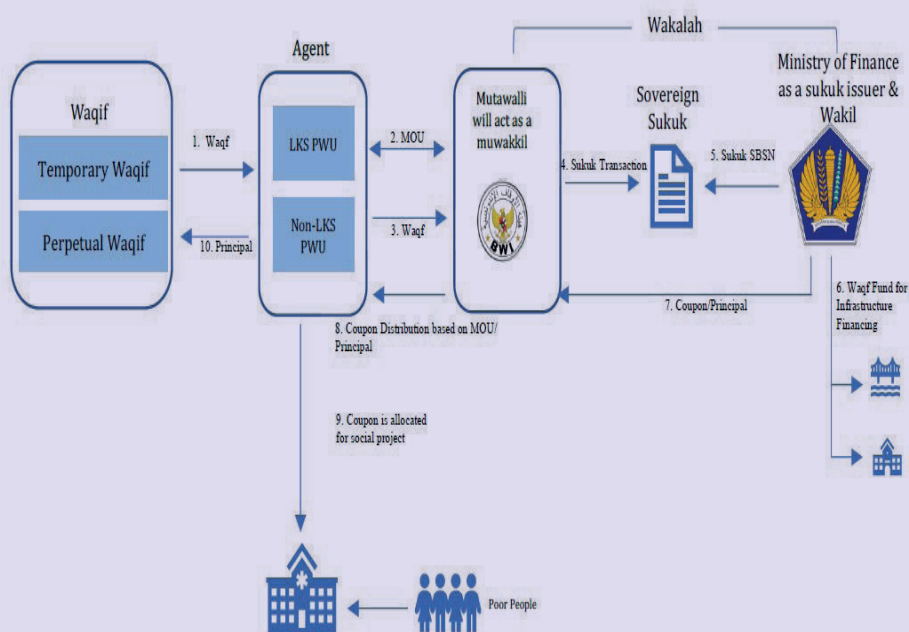 Wakalah
Agent
Ministry of Finance
as a sukuk issuer &
Wakil
Waqif
Temporary Waqif
Perpetual Waqif
1. Waqf
10. Principal
LKS PWU
Non-LKS
PWU
2. MOU
3. Waqf
Mutawalli
will act as a
muwakkil
BWI
Sovereign
Sukuk
4. Sukuk Transaction
5. Sukuk SBSN
6. Waqf Fund for
Infrastructure
Financing
7. Coupon/Principal
8. Coupon Distribution based on MOU/
Principal
9. Coupon is allocated
for social project
Poor People